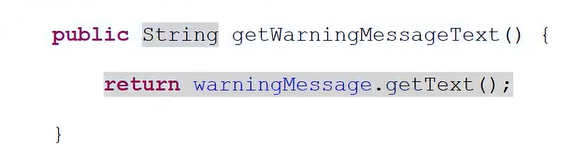 public String getWarningMessageText() {
return warningMessage.getText();
}